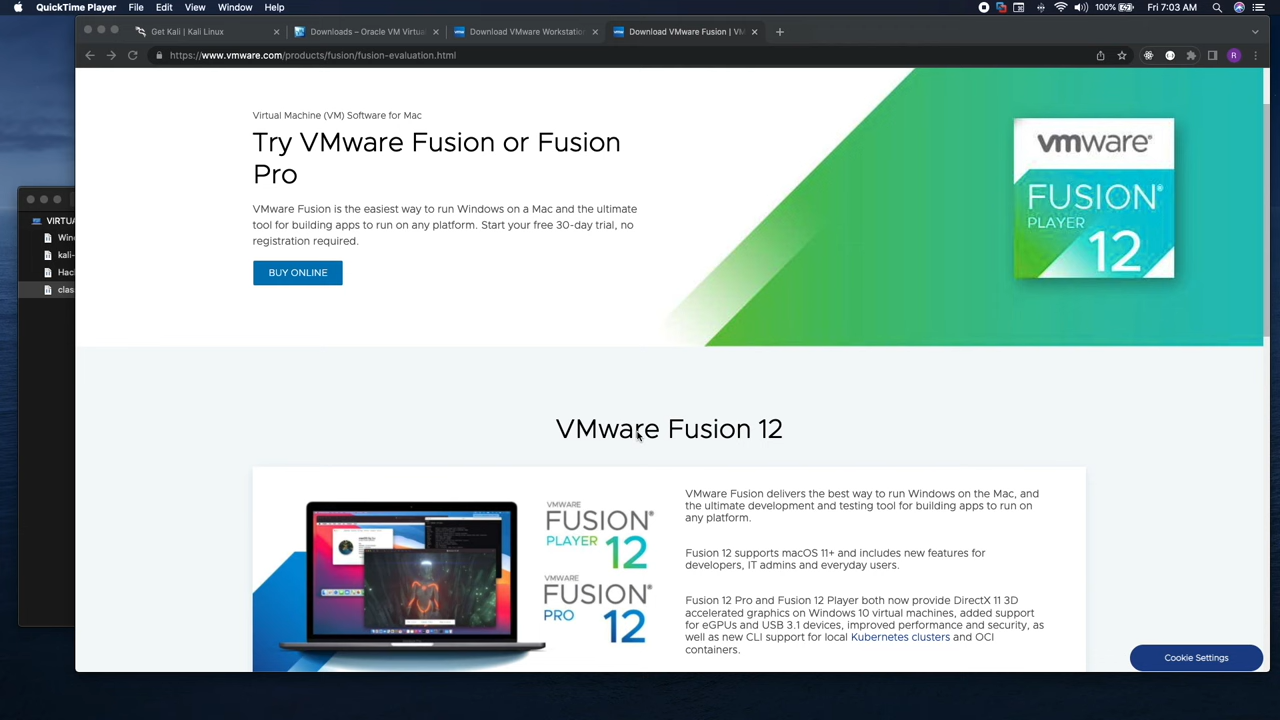 QuickTime Player File Edit View Window Help
100% Fri 7:03 AM
Get Kali | Kali Linux
Downloads – Oracle VM Virtua
Download VMware Workstatio
Download VMware Fusion | VM
https://www.vmware.com/products/fusion/fusion-evaluation.html
R
VIRTUA
Wind
kali-
Hac
clas
Virtual Machine (VM) Software for Mac
Try VMware Fusion or Fusion
Pro
VMware Fusion is the easiest way to run Windows on a Mac and the ultimate
tool for building apps to run on any platform. Start your free 30-day trial, no
registration required.
BUY ONLINE
vmware®
FUSION®
PLAYER
12
VMware Fusion 12
VMWARE
FUSION®
PLAYER 12
VMWARE
FUSION®
PRO 12
VMware Fusion delivers the best way to run Windows on the Mac, and
the ultimate development and testing tool for building apps to run on
any platform.
Fusion 12 supports macOS 11+ and includes new features for
developers, IT admins and everyday users.
Fusion 12 Pro and Fusion 12 Player both now provide DirectX 11 3D
accelerated graphics on Windows 10 virtual machines, added support
for eGPUs and USB 3.1 devices, improved performance and security, as
well as new CLI support for local Kubernetes clusters and OCI
containers.
Cookie Settings